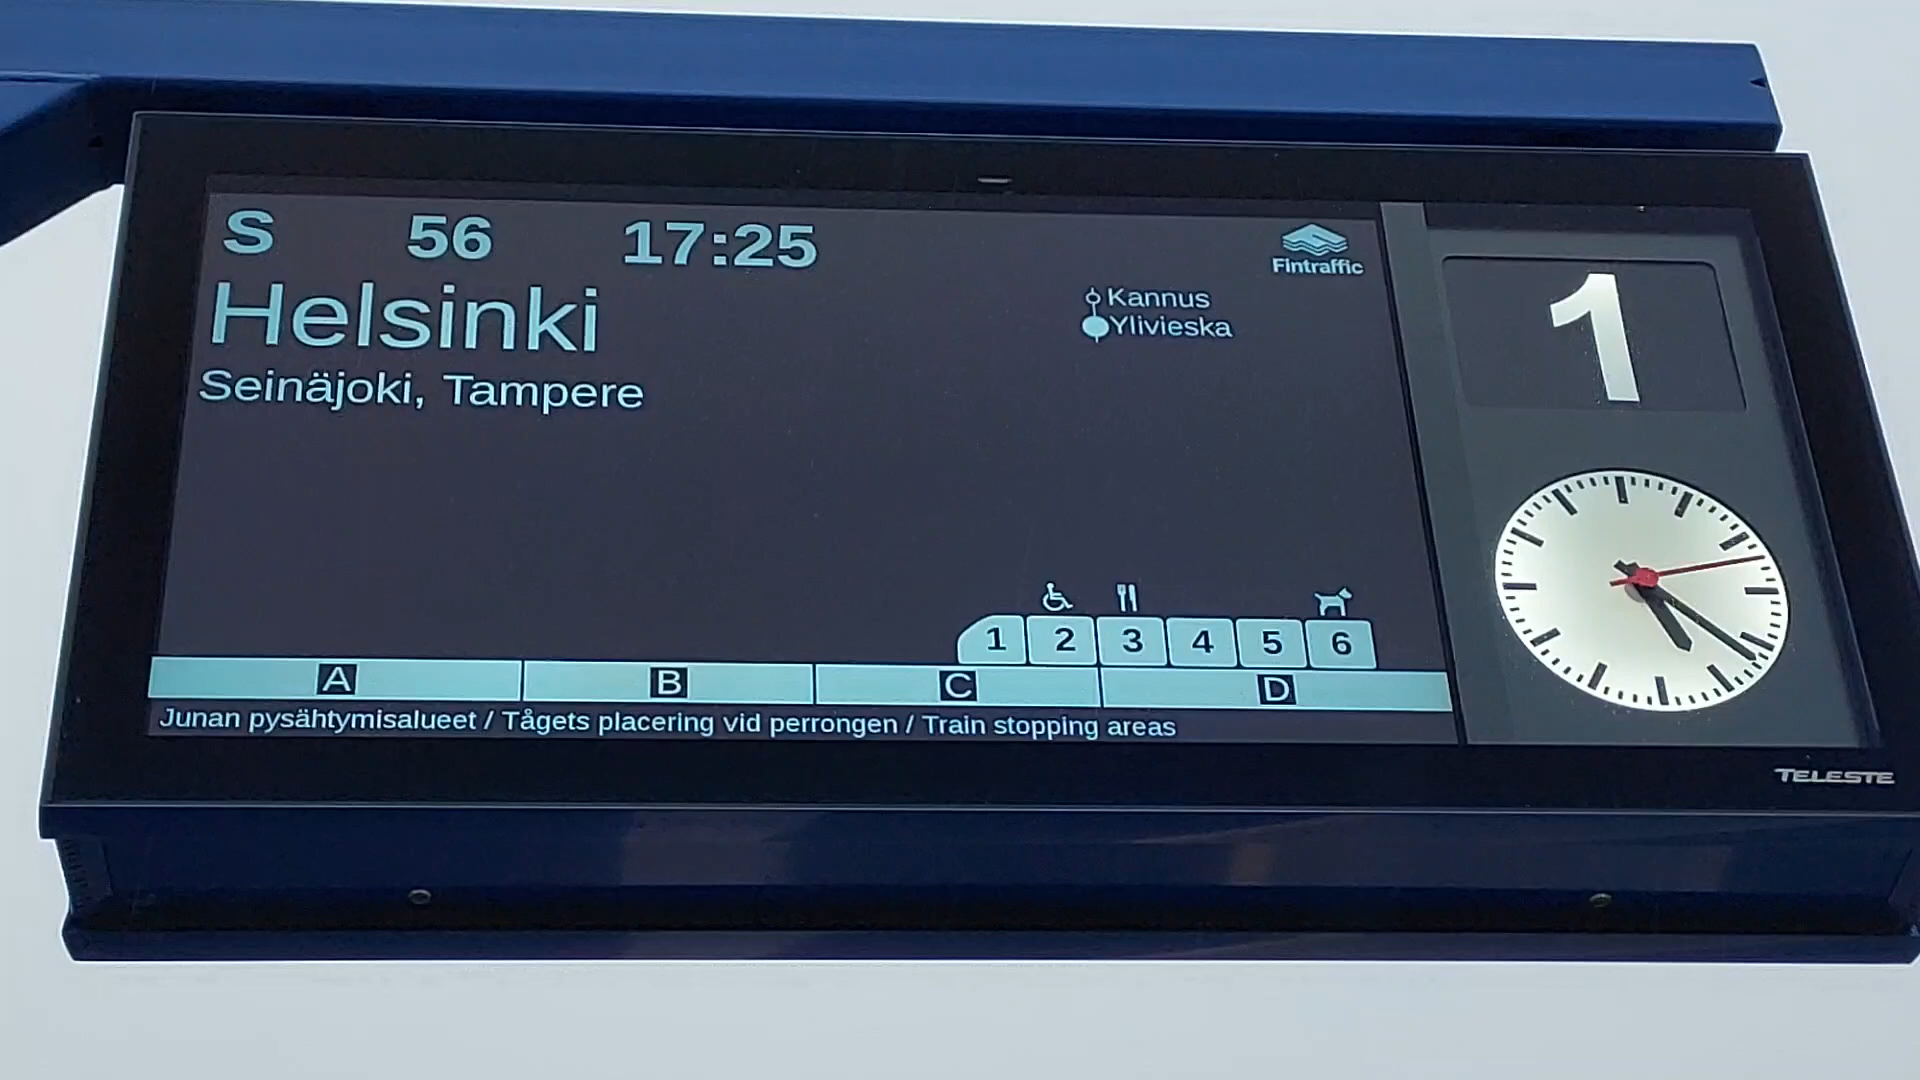 S 56 17:25
Fintraffic
1
Helsinki
Kannus
Ylivieska
Seinäjoki, Tampere
1 2 3 4 5 6
A B C D
Junan pysähtymisalueet / Tågets placering vid perrongen / Train stopping areas
TELESTE